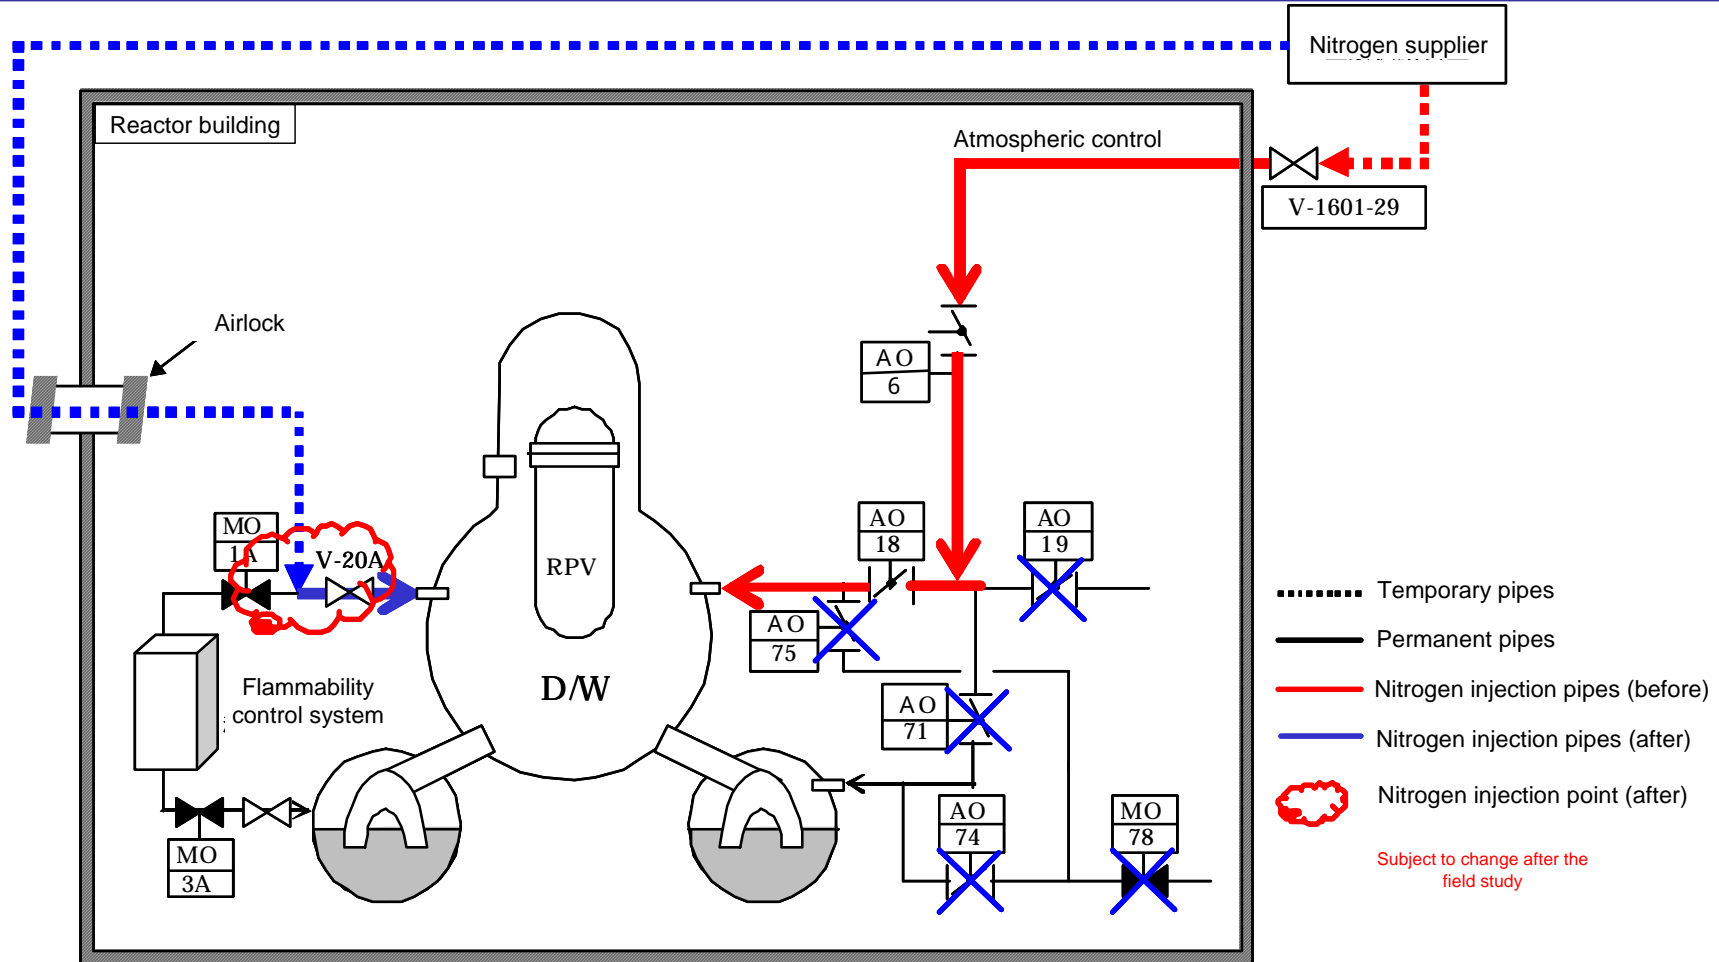 Nitrogen supplier
Reactor building
Atmospheric control
V-1601-29
Airlock
AO
6
MO
1A
V-20A
AO
18
AO
19
RPV
AO
75
D/W
Flammability
control system
AO
71
AO
74
MO
78
MO
3A
Temporary pipes
Permanent pipes
Nitrogen injection pipes (before)
Nitrogen injection pipes (after)
Nitrogen injection point (after)
Subject to change after the
field study